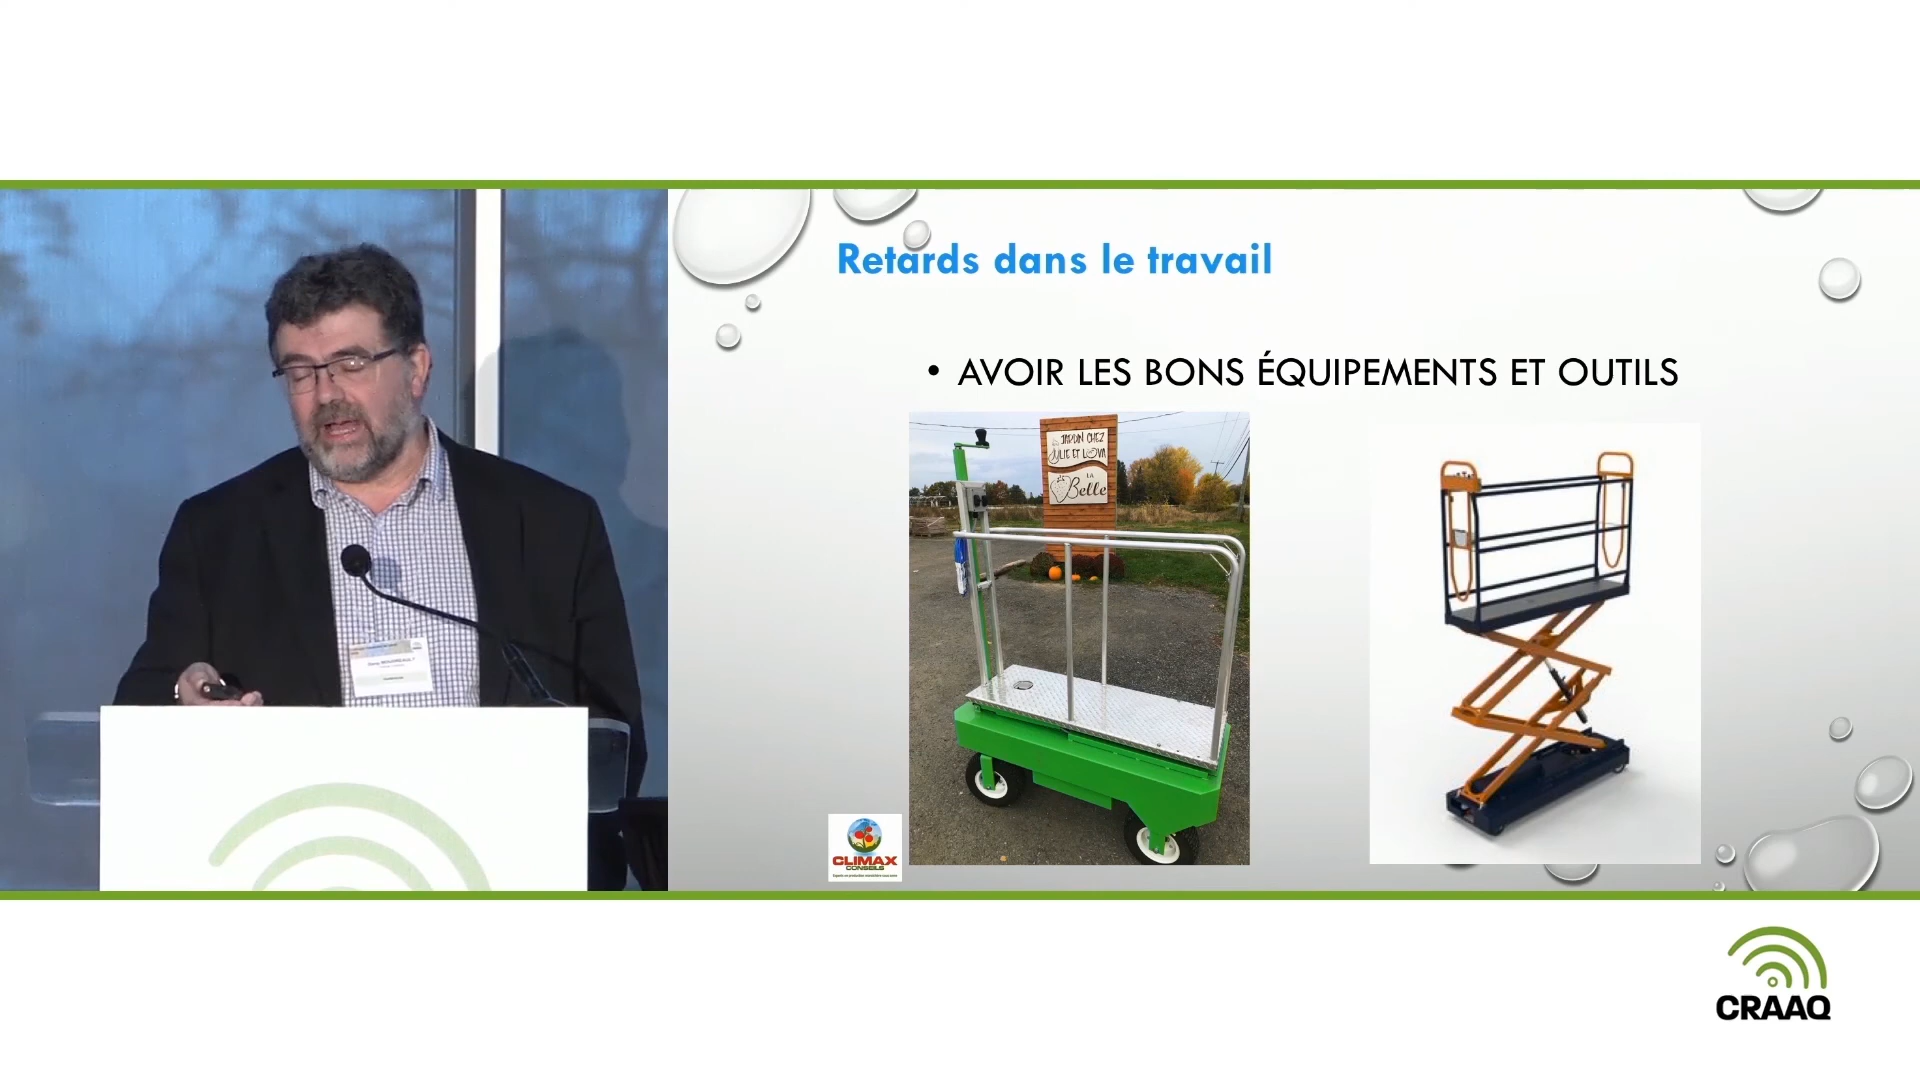 Retards dans le travail
• AVOIR LES BONS ÉQUIPEMENTS ET OUTILS
JARDIN CHEZ
JULIE ET LOVA
LA
Belle
CLIMAX
CONSEILS
CRAAQ